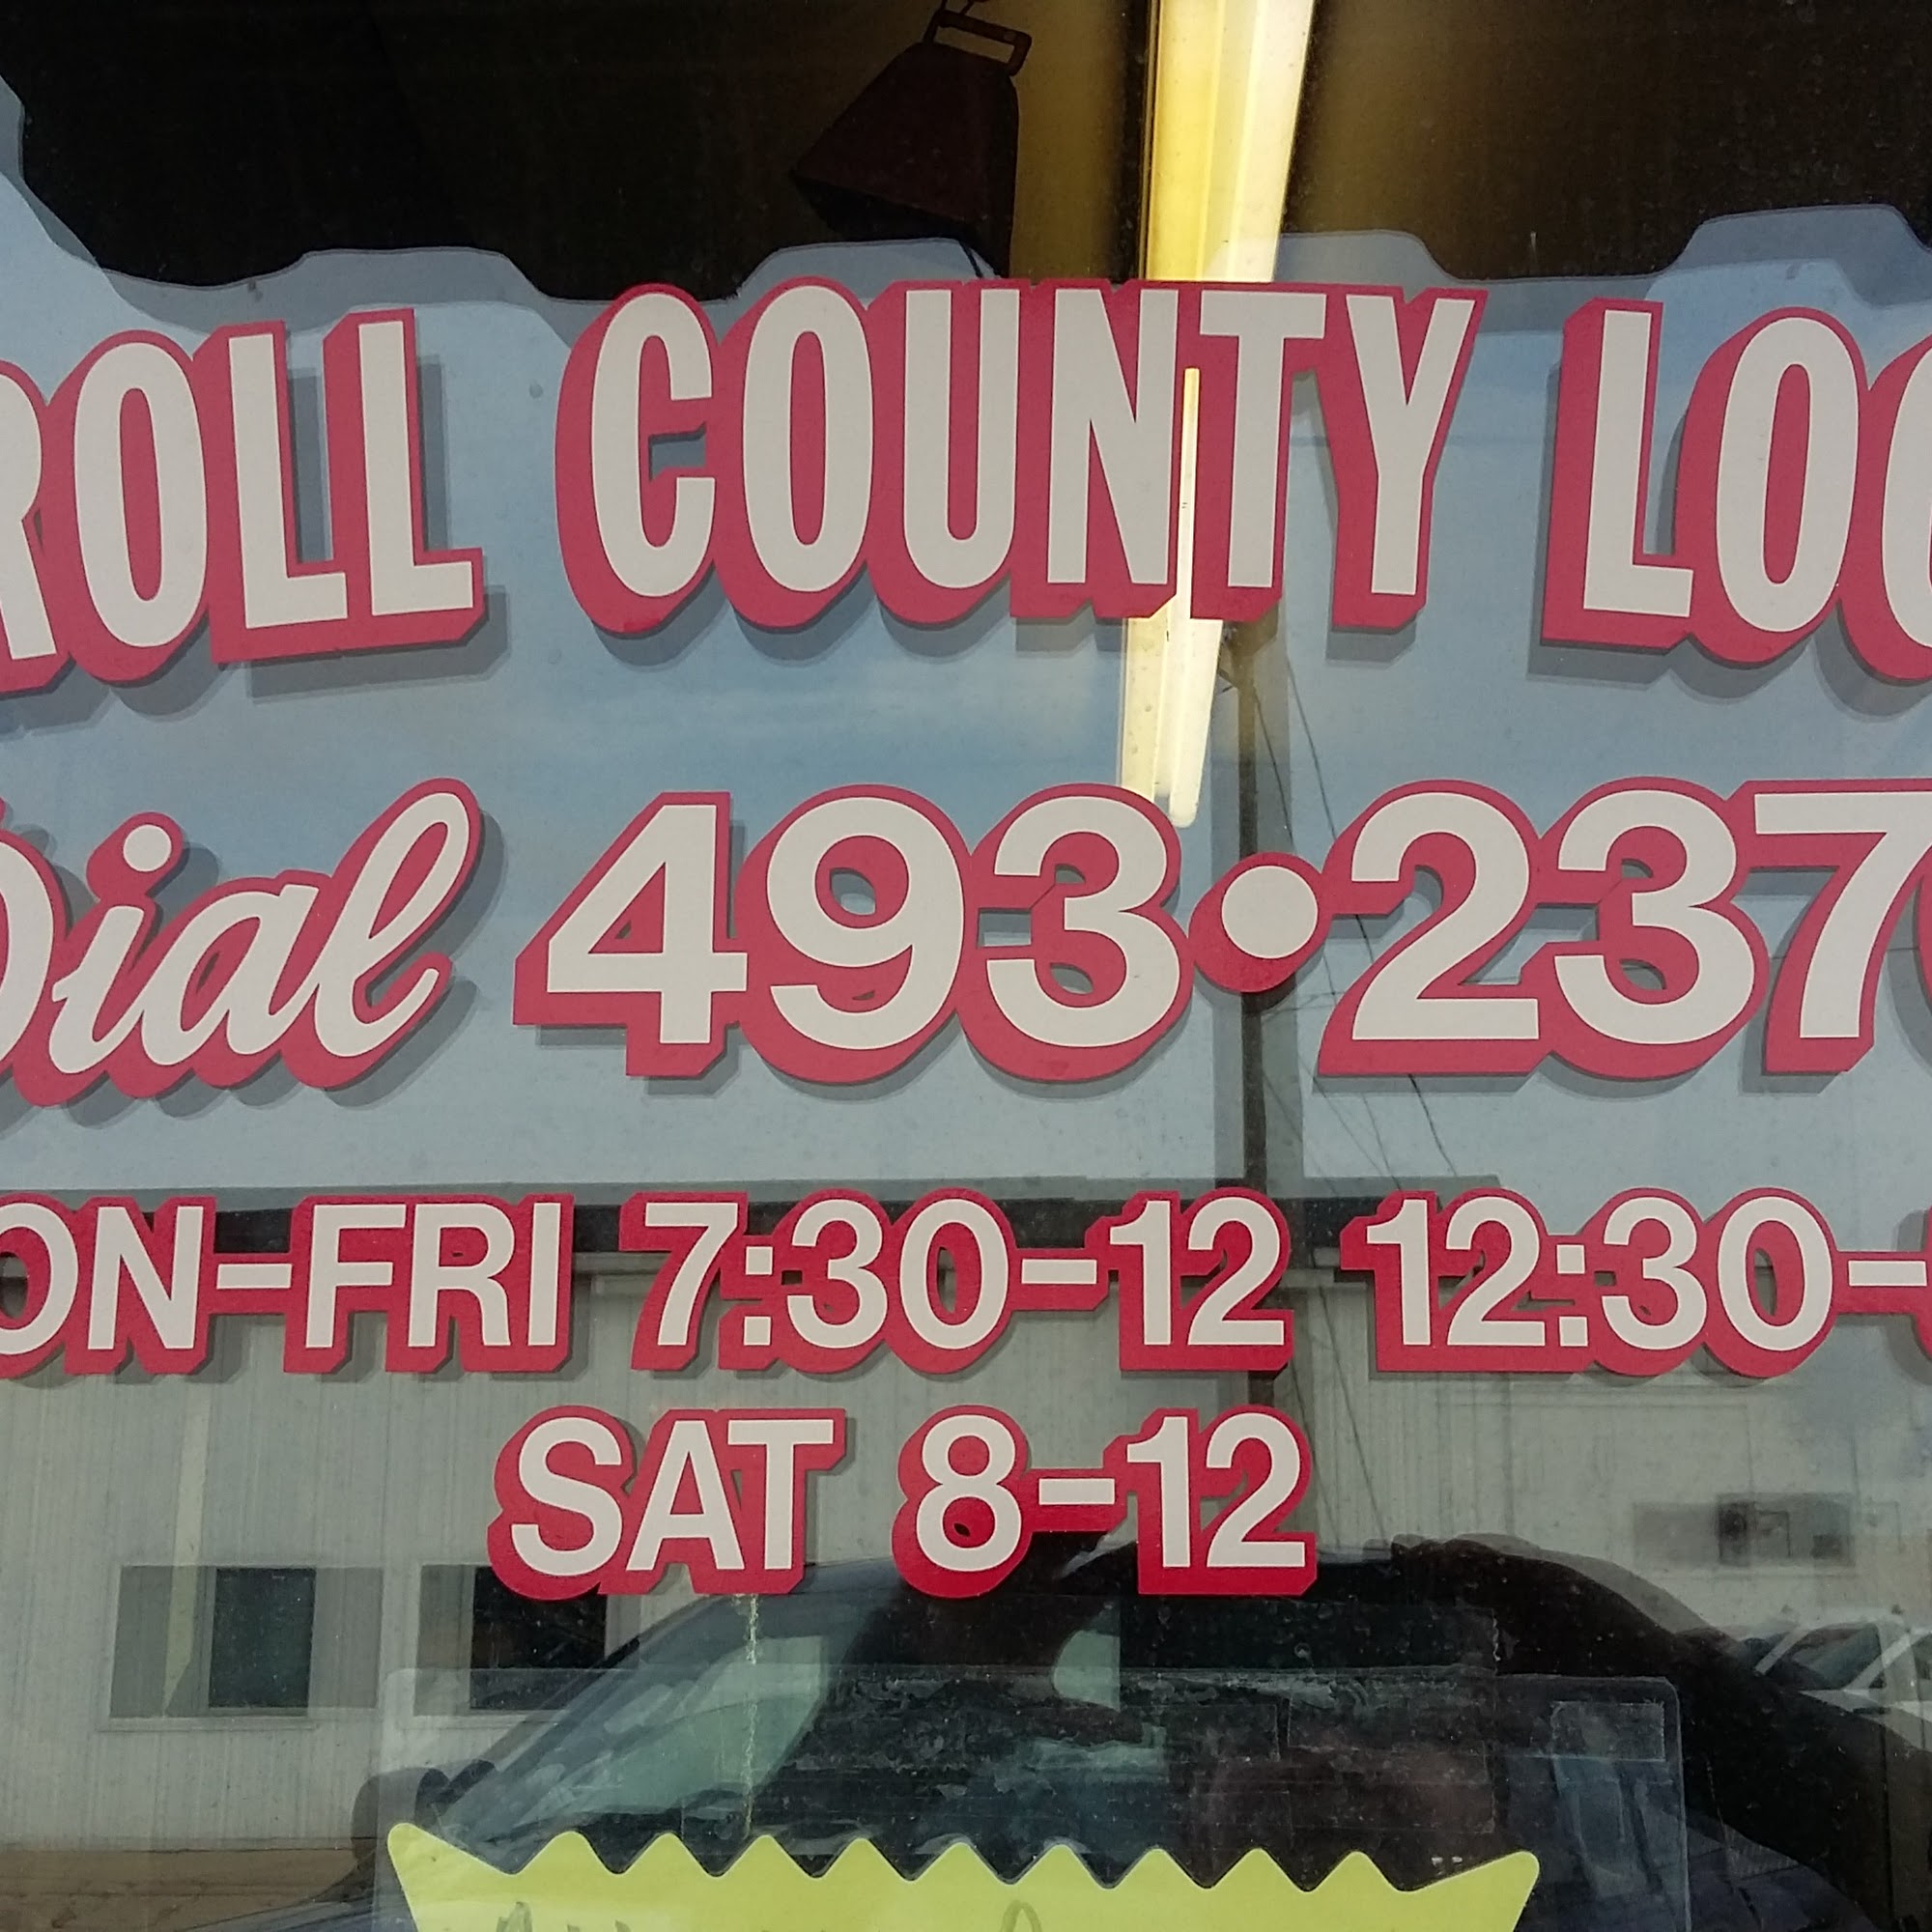 ROLL COUNTY LOC
Dial 493•237
ON-FRI 7:30-12 12:30-
SAT 8-12